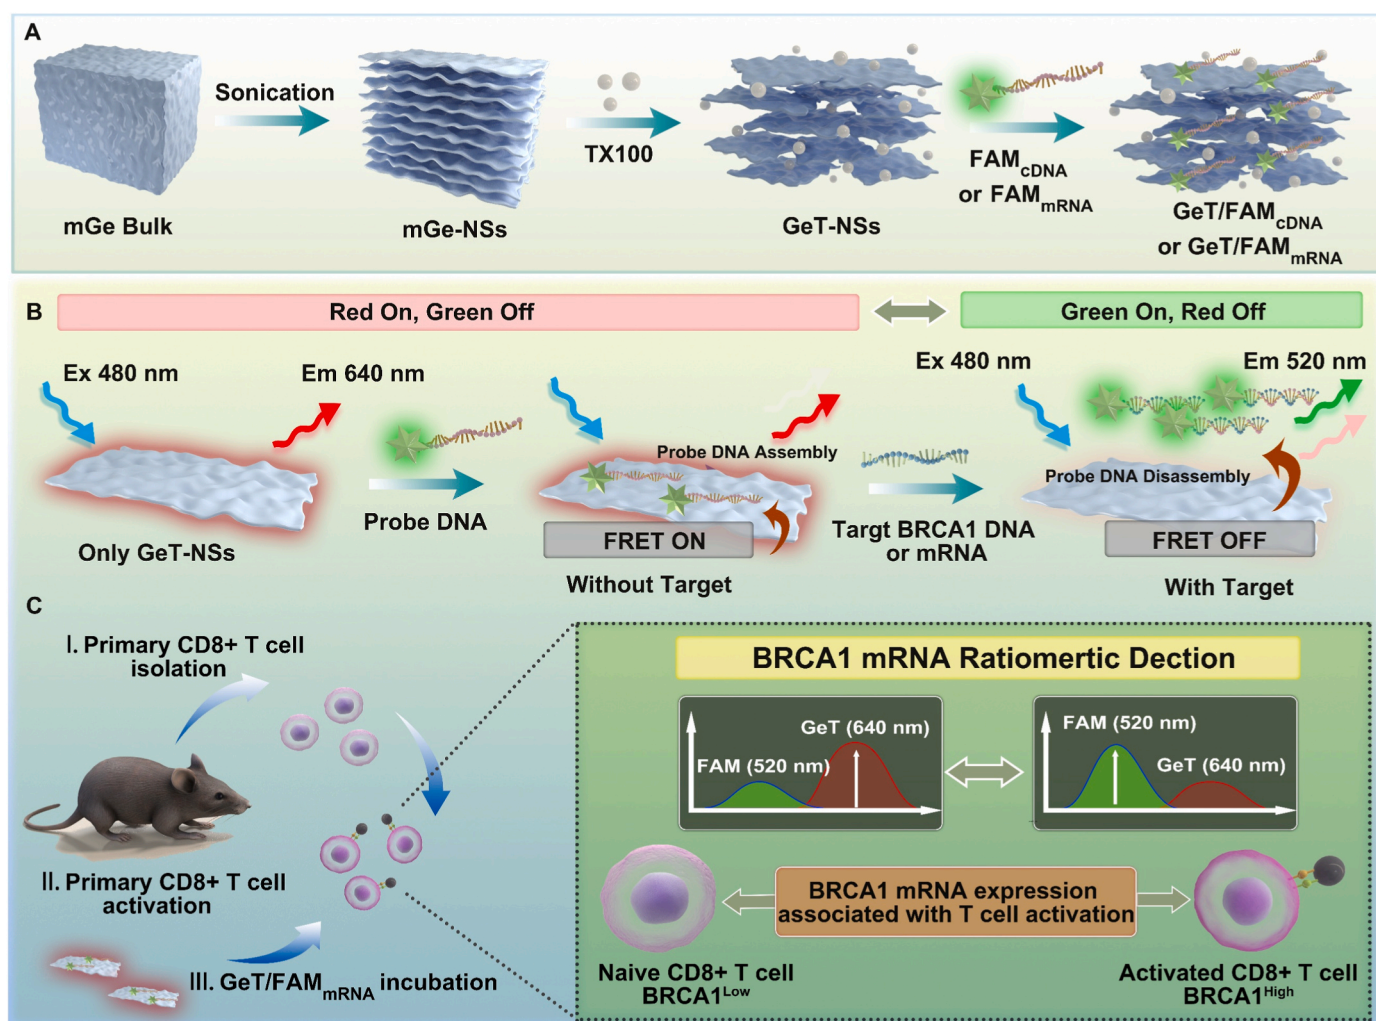 A
Sonication
TX100
FAMcDNA
or FAMmRNA
mGe Bulk
mGe-NSs
GeT-NSs
GeT/FAMcDNA
or GeT/FAMmRNA
B
Red On, Green Off
Green On, Red Off
Ex 480 nm
Em 640 nm
Ex 480 nm
Em 520 nm
Probe DNA Assembly
Probe DNA Disassembly
Probe DNA
Targt BRCA1 DNA
or mRNA
Only GeT-NSs
FRET ON
FRET OFF
Without Target
With Target
C
I. Primary CD8+ T cell
isolation
II. Primary CD8+ T cell
activation
III. GeT/FAMmRNA incubation
BRCA1 mRNA Ratiomertic Dection
GeT (640 nm)
FAM (520 nm)
FAM (520 nm)
GeT (640 nm)
BRCA1 mRNA expression
associated with T cell activation
Naive CD8+ T cell
BRCA1Low
Activated CD8+ T cell
BRCA1High